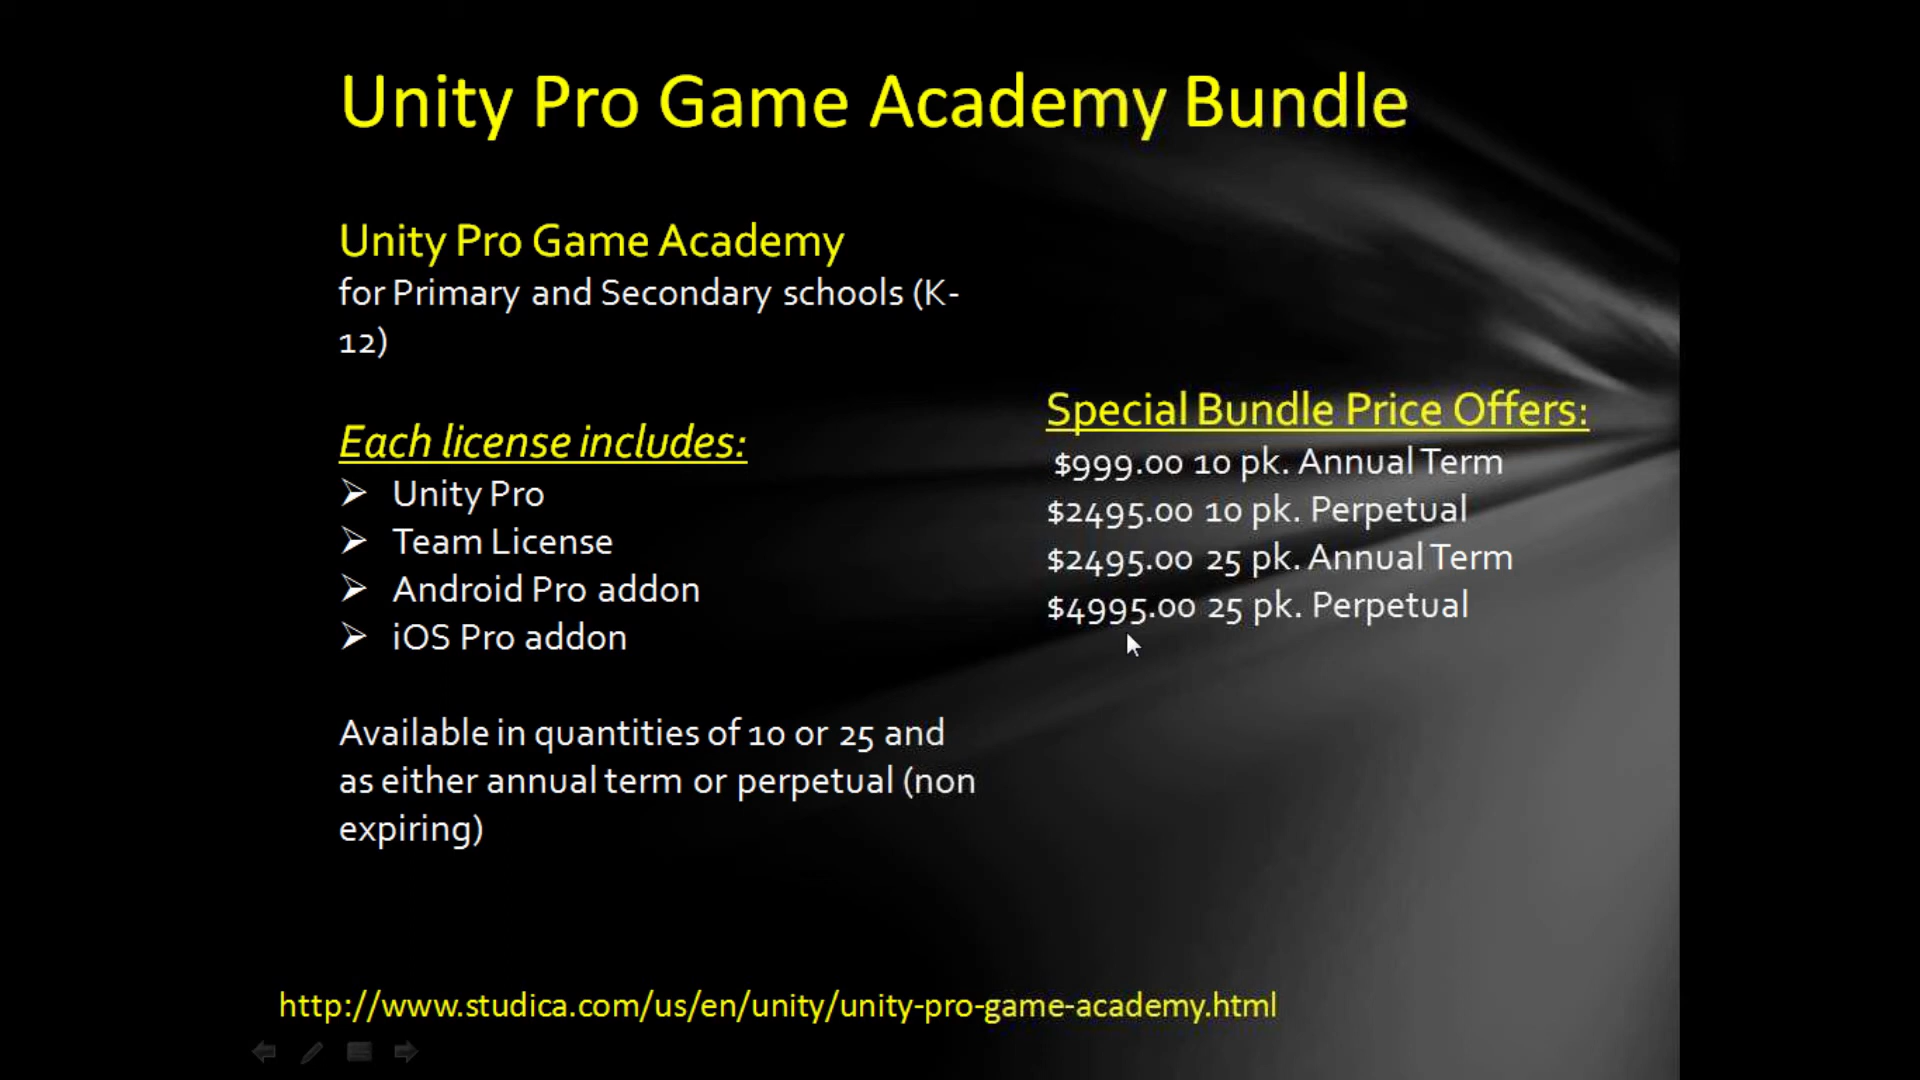 Unity Pro Game Academy Bundle
Unity Pro Game Academy
for Primary and Secondary schools (K-
12)
Each license includes:
Unity Pro
Team License
Android Pro addon
iOS Pro addon
Available in quantities of 10 or 25 and
as either annual term or perpetual (non
expiring)
Special Bundle Price Offers:
$999.00 10 pk. Annual Term
$2495.00 10 pk. Perpetual
$2495.00 25 pk. Annual Term
$4995.00 25 pk. Perpetual
http://www.studica.com/us/en/unity/unity-pro-game-academy.html